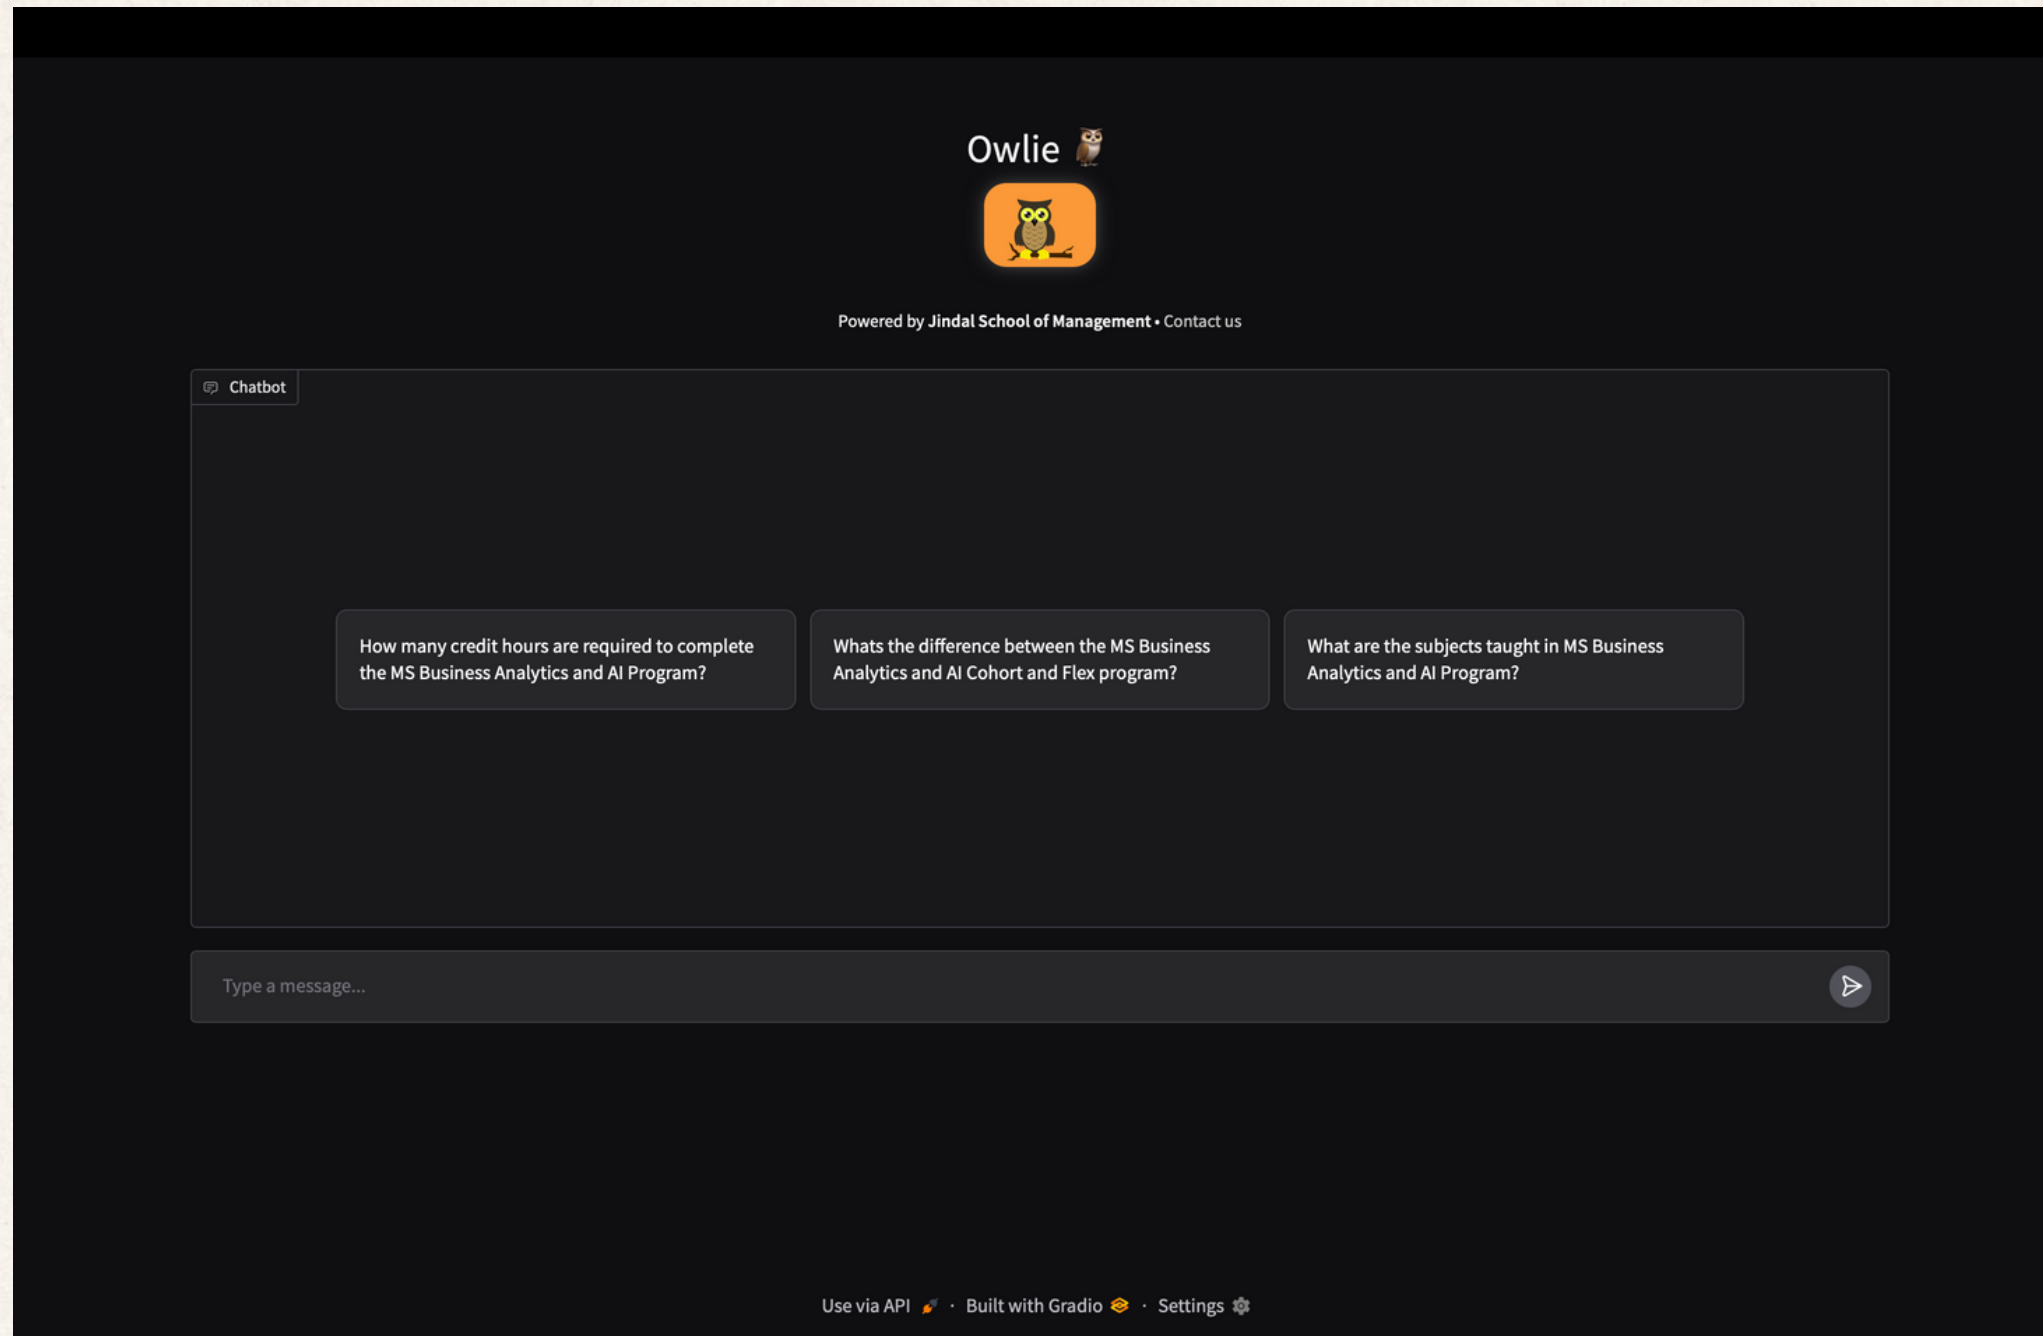 Owlie 🦉
Powered by Jindal School of Management • Contact us
Chatbot
How many credit hours are required to complete
the MS Business Analytics and AI Program?
Whats the difference between the MS Business
Analytics and AI Cohort and Flex program?
What are the subjects taught in MS Business
Analytics and AI Program?
Type a message...
Use via API 🚀 · Built with Gradio · Settings ⚙️